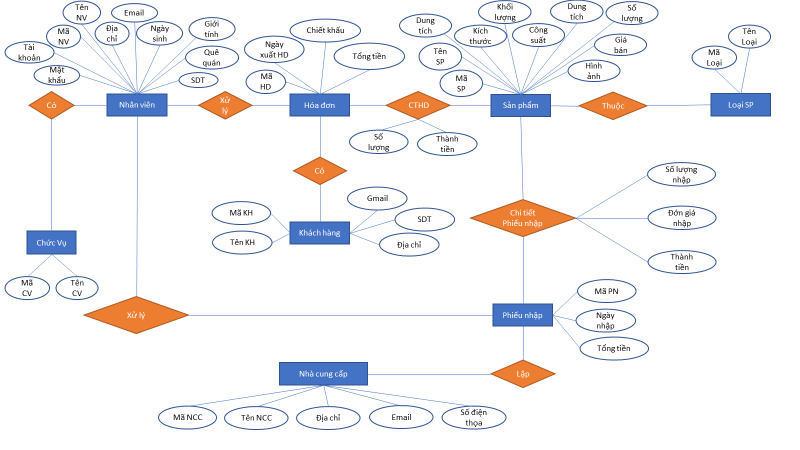 Tên
NV
Email
Giới
tính
Mã
NV
Địa
chỉ
Ngày
sinh
Tài
khoản
Mật
khẩu
Quê
quán
SDT
Có
Nhân viên
Xử
lý
Ngày
xuất HD
Chiết khấu
Tổng tiền
Mã
HD
Hóa đơn
CTHD
Số
lượng
Thành
tiền
Dung
tích
Khối
lượng
Dung
tích
Số
lượng
Kích
thước
Công
suất
Giá
bán
Tên
SP
Mã
SP
Hình
ảnh
Sản phẩm
Thuộc
Mã
Loại
Tên
Loại
Loại SP
Có
Mã KH
Tên KH
Khách hàng
Gmail
SDT
Địa chỉ
Chi tiết
Phiếu nhập
Số lượng
nhập
Đơn giá
nhập
Thành
tiền
Chức Vụ
Mã
CV
Tên
CV
Xử lý
Phiếu nhập
Mã PN
Ngày
nhập
Tổng tiền
Nhà cung cấp
Lập
Mã NCC
Tên NCC
Địa chỉ
Email
Số điện
thọa